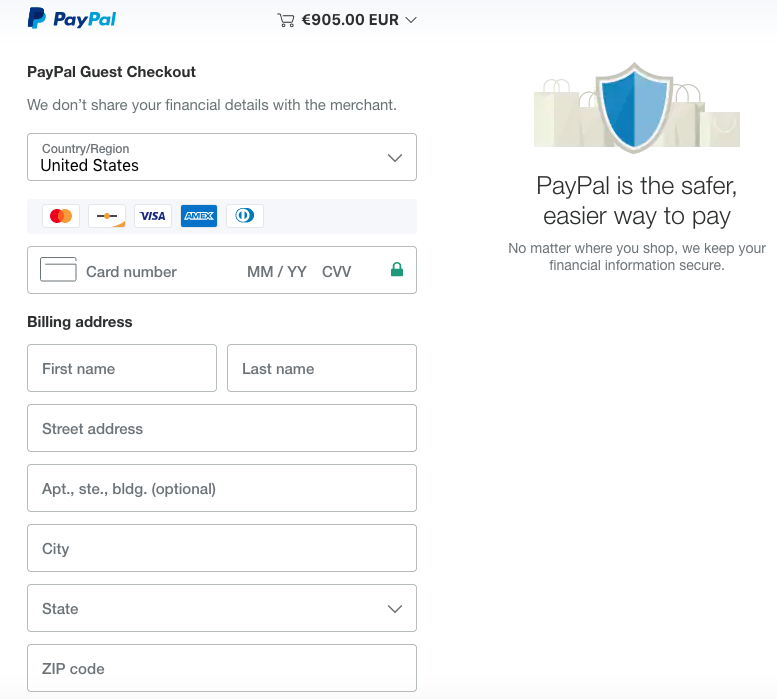 PayPal
€905.00 EUR
PayPal Guest Checkout
We don't share your financial details with the merchant.
Country/Region
United States
VISA
AMEX
Card number MM / YY CVV
Billing address
First name Last name
Street address
Apt., ste., bldg. (optional)
City
State
ZIP code
PayPal is the safer,
easier way to pay
No matter where you shop, we keep your
financial information secure.